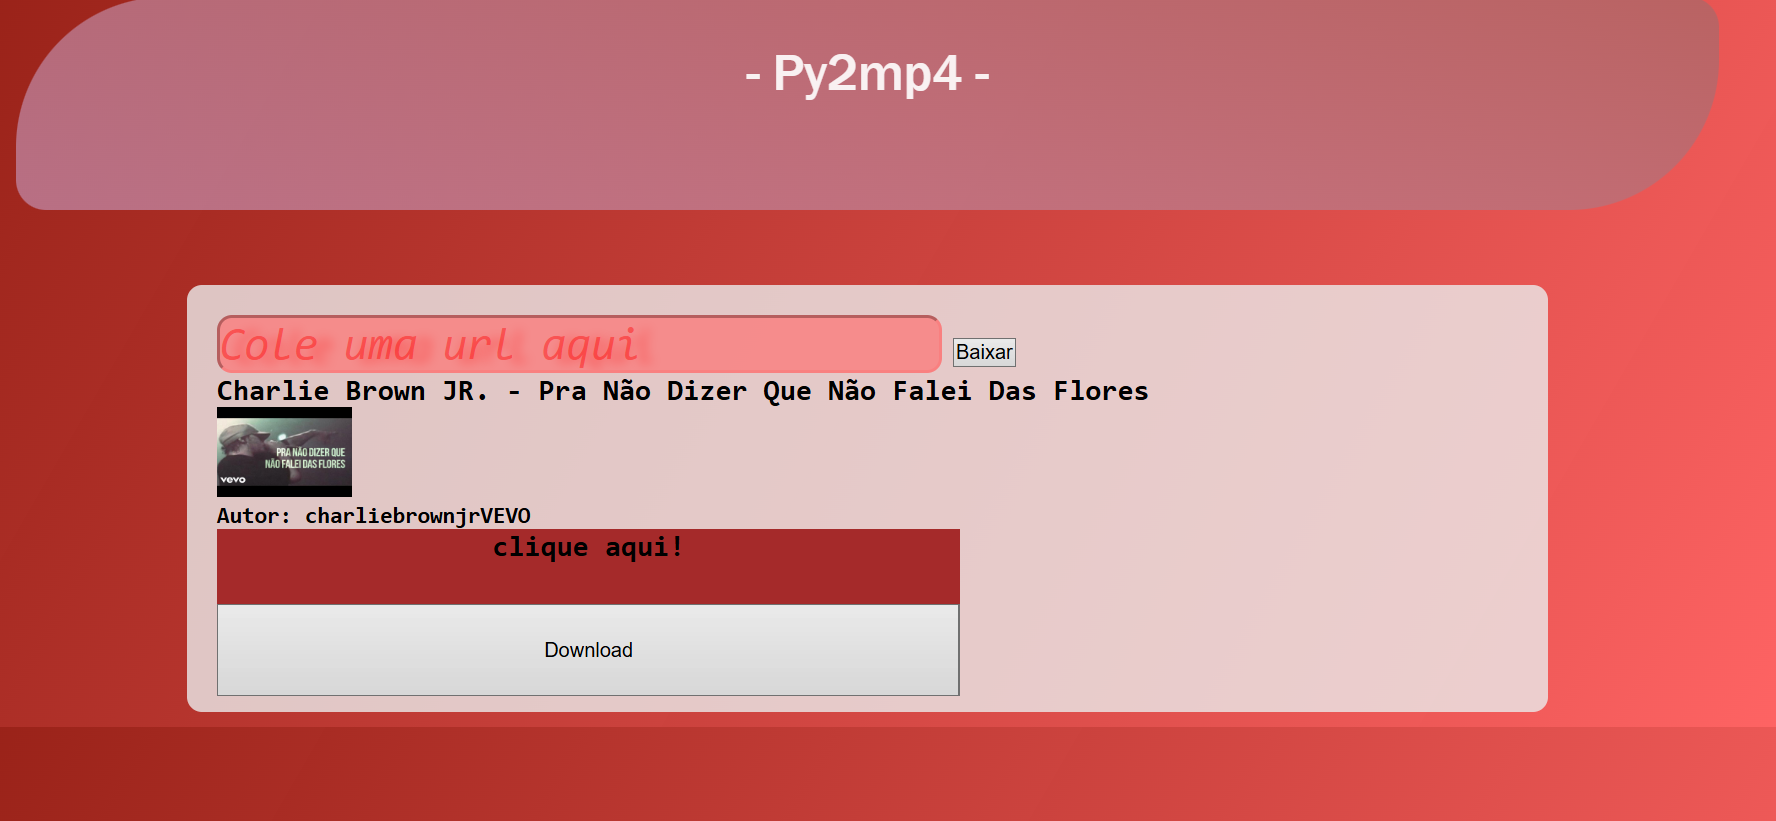 - Py2mp4 -
Cole uma url aqui
Baixar
Charlie Brown JR. - Pra Não Dizer Que Não Falei Das Flores
PRA NÃO DIZER QUE
NÃO FALEI DAS FLORES
vevo
Autor: charliebrownjrVEVO
clique aqui!
Download